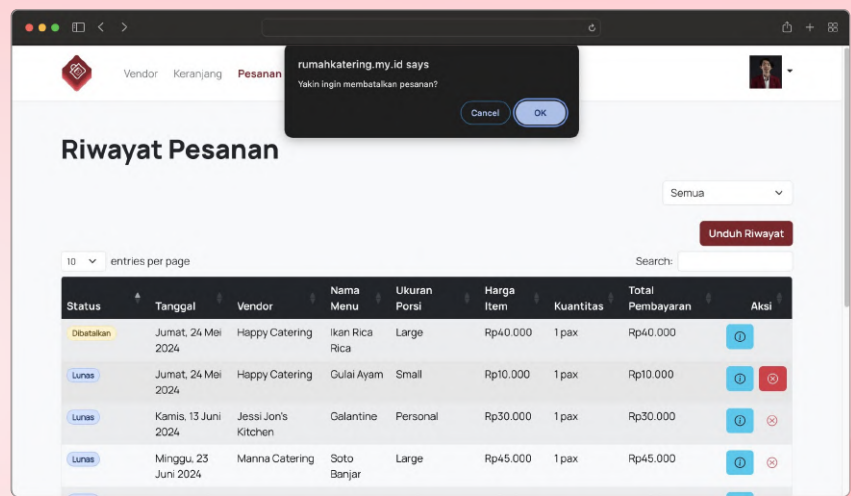 Vendor Keranjang Pesanan
rumahkatering.my.id says
Yakin ingin membatalkan pesanan?
Cancel OK
Riwayat Pesanan
Semua
Unduh Riwayat
10 entries per page Search:
Status Tanggal Vendor Nama Menu Ukuran Porsi Harga Item Kuantitas Total Pembayaran Aksi
Dibatalkan Jumat, 24 Mei 2024 Happy Catering Ikan Rica Rica Large Rp40.000 1 pax Rp40.000
Lunas Jumat, 24 Mei 2024 Happy Catering Gulai Ayam Small Rp10.000 1 pax Rp10.000
Lunas Kamis, 13 Juni 2024 Jessi Jon's Kitchen Galantine Personal Rp30.000 1 pax Rp30.000
Lunas Minggu, 23 Juni 2024 Manna Catering Soto Banjar Large Rp45.000 1 pax Rp45.000